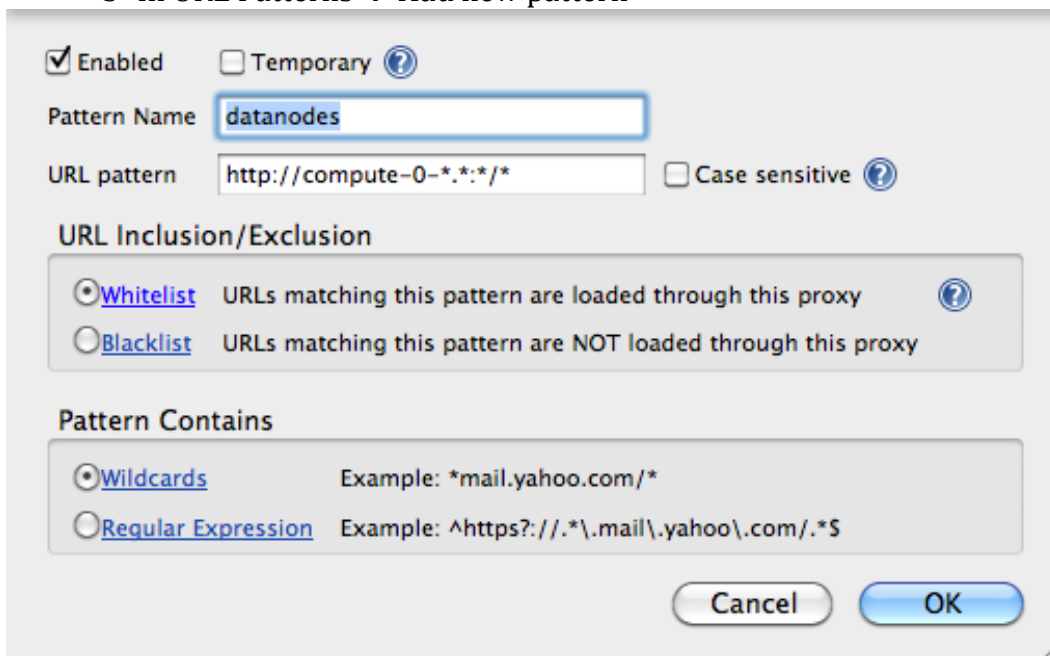 Enabled Temporary ?
Pattern Name datanodes
URL pattern http://compute-0-*.*:*/* Case sensitive ?
URL Inclusion/Exclusion
Whitelist URLs matching this pattern are loaded through this proxy ?
Blacklist URLs matching this pattern are NOT loaded through this proxy
Pattern Contains
Wildcards Example: *mail.yahoo.com/*
Regular Expression Example: ^https?://.*\.mail\.yahoo\.com/.*$
Cancel OK